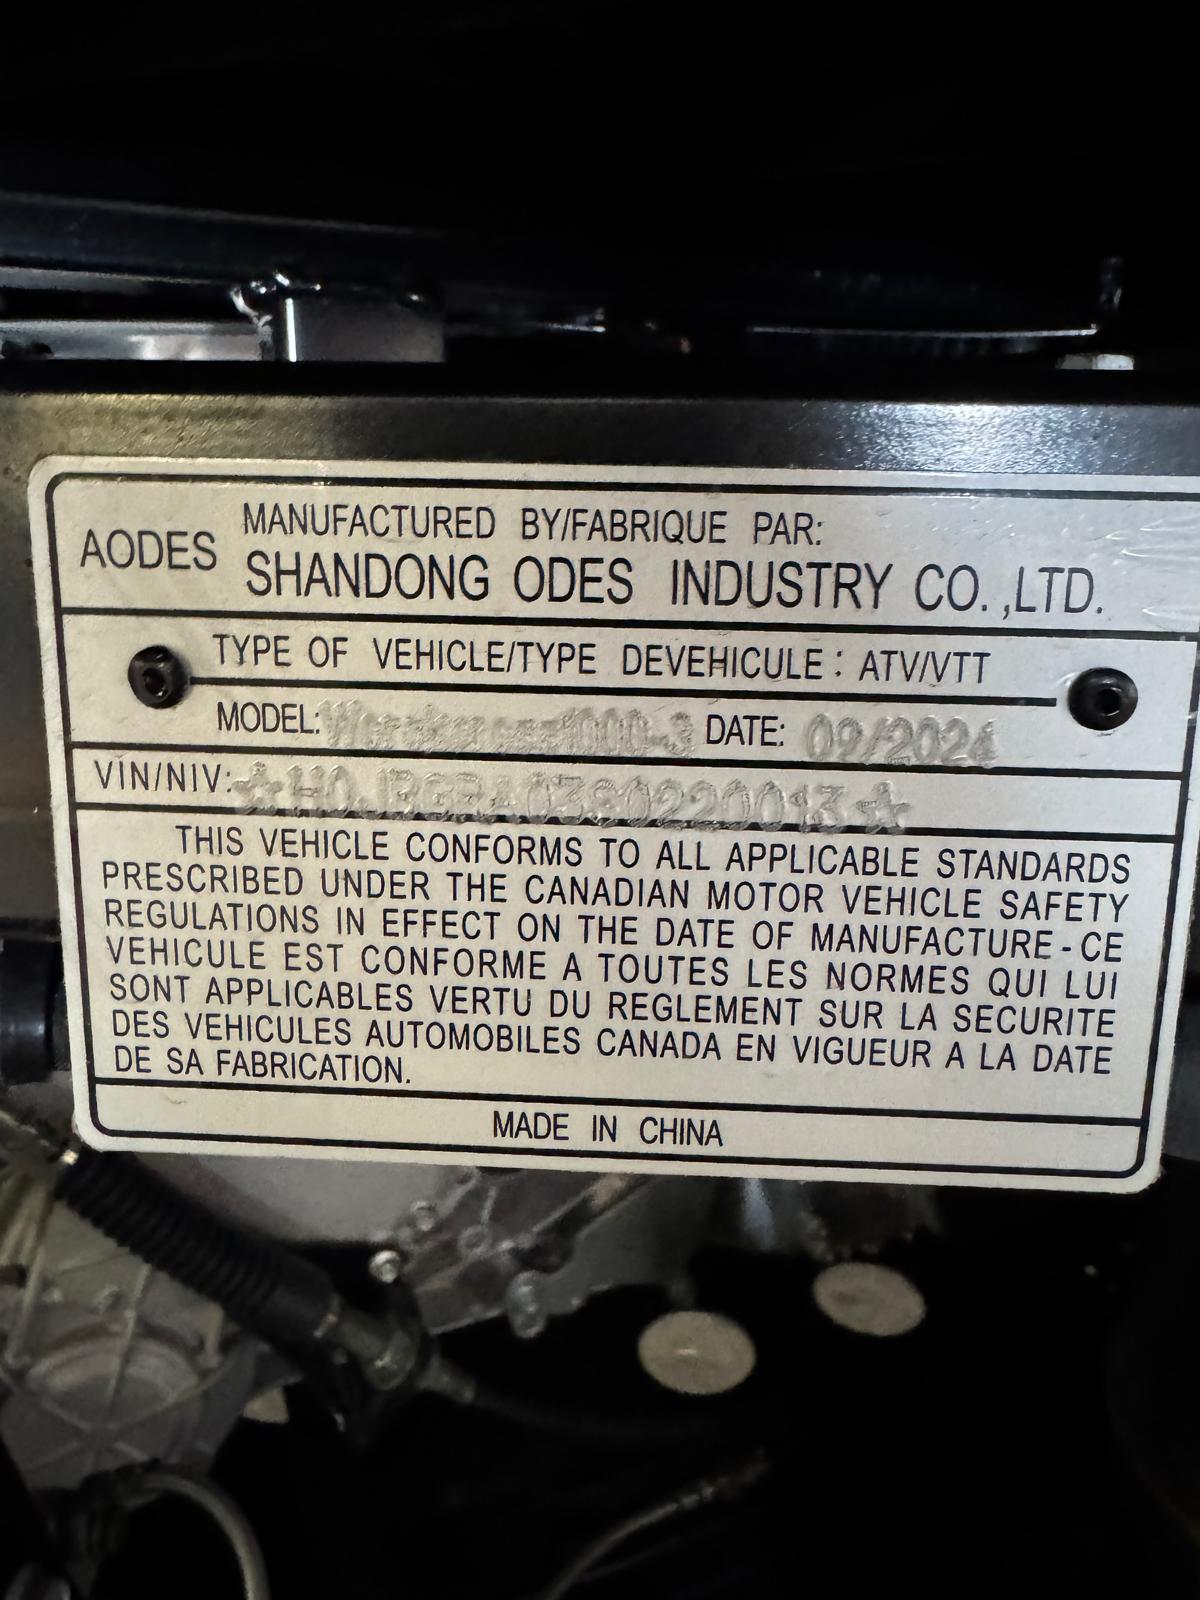 AODES
MANUFACTURED BY/FABRIQUE PAR:
SHANDONG ODES INDUSTRY CO.,LTD.
TYPE OF VEHICLE/TYPE DEVEHICULE: ATV/VTT
MODEL: DATE: 09/2024
VIN/NIV:
THIS VEHICLE CONFORMS TO ALL APPLICABLE STANDARDS
PRESCRIBED UNDER THE CANADIAN MOTOR VEHICLE SAFETY
REGULATIONS IN EFFECT ON THE DATE OF MANUFACTURE-CE
VEHICULE EST CONFORME A TOUTES LES NORMES QUI LUI
SONT APPLICABLES VERTU DU REGLEMENT SUR LA SECURITE
DES VEHICULES AUTOMOBILES CANADA EN VIGUEUR A LA DATE
DE SA FABRICATION.
MADE IN CHINA